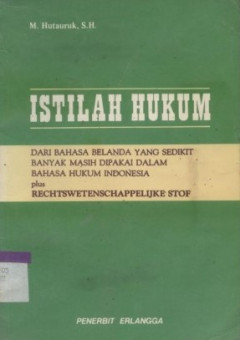 M. Hutauruk, S.H.
ISTILAH HUKUM
DARI BAHASA BELANDA YANG SEDIKIT
BANYAK MASIH DIPAKAI DALAM
BAHASA HUKUM INDONESIA
plus
RECHTSWETENSCHAPPELIJKE STOF
PENERBIT ERLANGGA